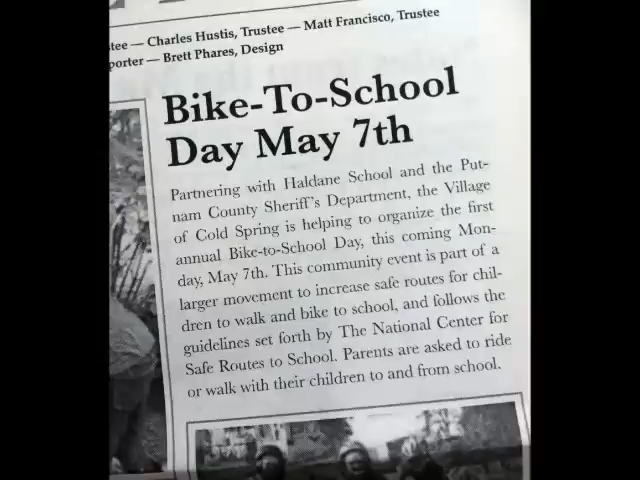 tee — Charles Hustis, Trustee — Matt Francisco, Trustee
porter — Brett Phares, Design
Bike-To-School
Day May 7th
Partnering with Haldane School and the Put-
nam County Sheriff's Department, the Village
of Cold Spring is helping to organize the first
annual Bike-to-School Day, this coming Mon-
day, May 7th. This community event is part of a
larger movement to increase safe routes for chil-
dren to walk and bike to school, and follows the
guidelines set forth by The National Center for
Safe Routes to School. Parents are asked to ride
or walk with their children to and from school.